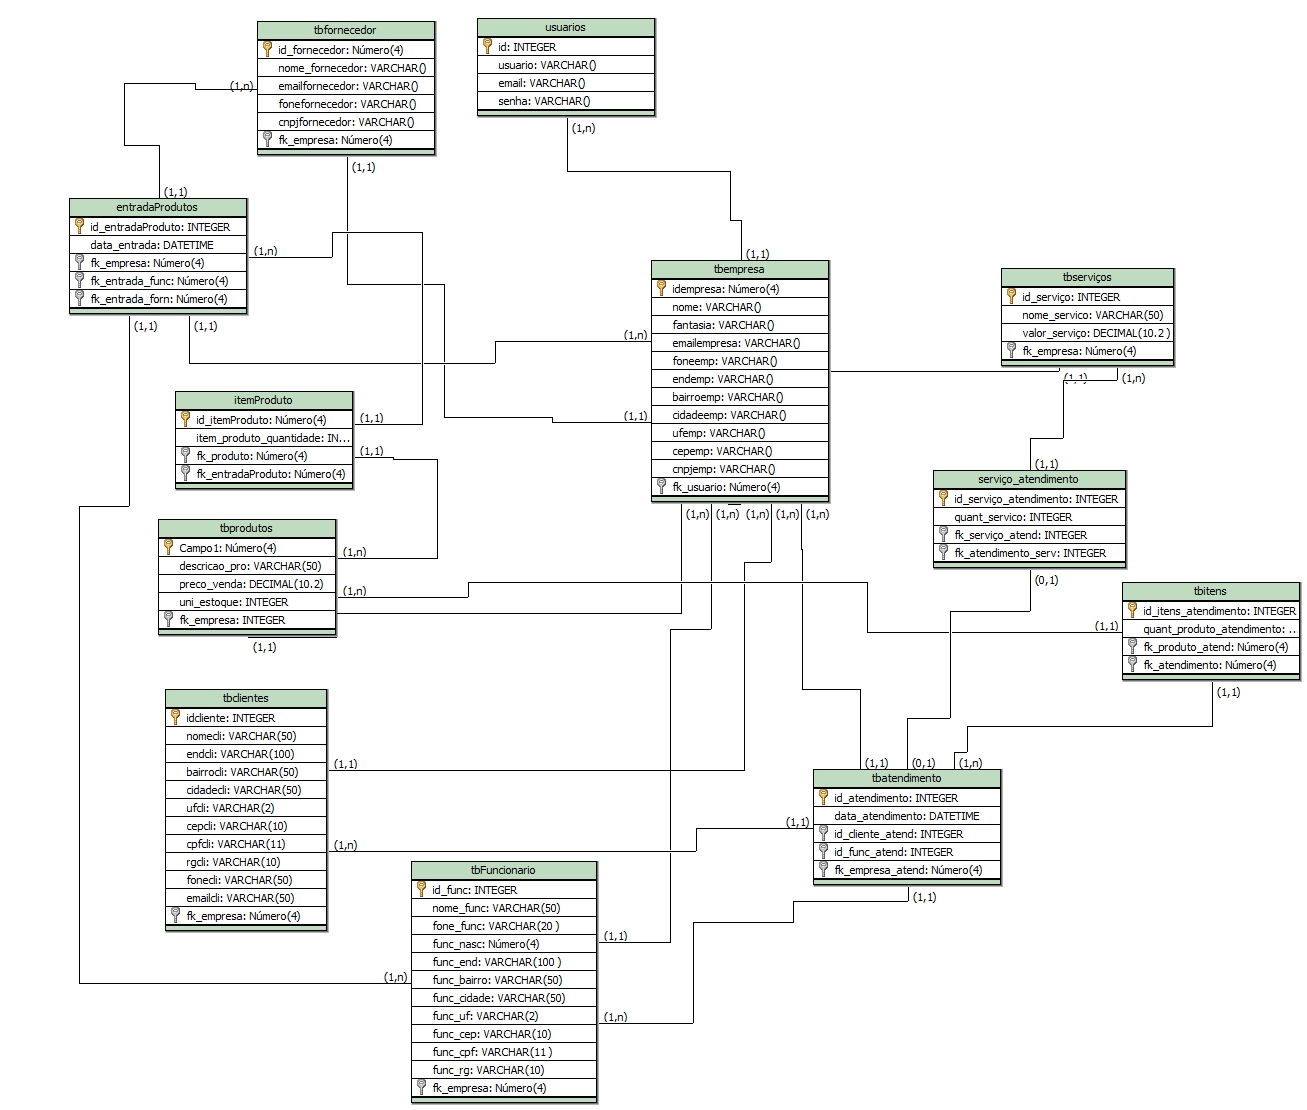 tbfornecedor
id_fornecedor: Número(4)
nome_fornecedor: VARCHAR()
emailfornecedor: VARCHAR()
fonefornecedor: VARCHAR()
cnpjfornecedor: VARCHAR()
fk_empresa: Número(4)
(1,n)
(1,1)
usuarios
id: INTEGER
usuario: VARCHAR()
email: VARCHAR()
senha: VARCHAR()
(1,n)
(1,1)
entradaProdutos
id_entradaProduto: INTEGER
data_entrada: DATETIME
fk_empresa: Número(4)
fk_entrada_func: Número(4)
fk_entrada_forn: Número(4)
(1,n)
(1,1)
(1,1)
(1,1)
tbempresa
idempresa: Número(4)
nome: VARCHAR()
fantasia: VARCHAR()
emailempresa: VARCHAR()
foneemp: VARCHAR()
endemp: VARCHAR()
bairroemp: VARCHAR()
cidadeemp: VARCHAR()
ufemp: VARCHAR()
cepemp: VARCHAR()
cnpjemp: VARCHAR()
fk_usuario: Número(4)
(1,n)
(1,1)
(1,n)
(1,n)
(1,n)
(1,n)
(1,n)
tbserviços
id_serviço: INTEGER
nome_servico: VARCHAR(50)
valor_serviço: DECIMAL(10.2 )
fk_empresa: Número(4)
(1,1)
(1,n)
itemProduto
id_itemProduto: Número(4)
item_produto_quantidade: IN...
fk_produto: Número(4)
fk_entradaProduto: Número(4)
(1,1)
(1,1)
(1,1)
serviço_atendimento
id_serviço_atendimento: INTEGER
quant_servico: INTEGER
fk_serviço_atend: INTEGER
fk_atendimento_serv: INTEGER
(0,1)
tbprodutos
Campo1: Número(4)
descricao_pro: VARCHAR(50)
preco_venda: DECIMAL(10.2)
uni_estoque: INTEGER
fk_empresa: INTEGER
(1,n)
(1,n)
(1,1)
tbitens
id_itens_atendimento: INTEGER
quant_produto_atendimento: ..
fk_produto_atend: Número(4)
fk_atendimento: Número(4)
(1,1)
(1,1)
tbclientes
idcliente: INTEGER
nomecli: VARCHAR(50)
endcli: VARCHAR(100)
bairrocli: VARCHAR(50)
cidadecli: VARCHAR(50)
ufcli: VARCHAR(2)
cepcli: VARCHAR(10)
cpfcli: VARCHAR(11)
rgcli: VARCHAR(10)
fonecli: VARCHAR(50)
emailcli: VARCHAR(50)
fk_empresa: Número(4)
(1,1)
(1,n)
(1,1)
(0,1)
(1,n)
tbatendimento
id_atendimento: INTEGER
data_atendimento: DATETIME
id_cliente_atend: INTEGER
id_func_atend: INTEGER
fk_empresa_atend: Número(4)
(1,1)
(1,1)
tbFuncionario
id_func: INTEGER
nome_func: VARCHAR(50)
fone_func: VARCHAR(20 )
func_nasc: Número(4)
func_end: VARCHAR(100 )
func_bairro: VARCHAR(50)
func_cidade: VARCHAR(50)
func_uf: VARCHAR(2)
func_cep: VARCHAR(10)
func_cpf: VARCHAR(11 )
func_rg: VARCHAR(10)
fk_empresa: Número(4)
(1,1)
(1,n)
(1,n)